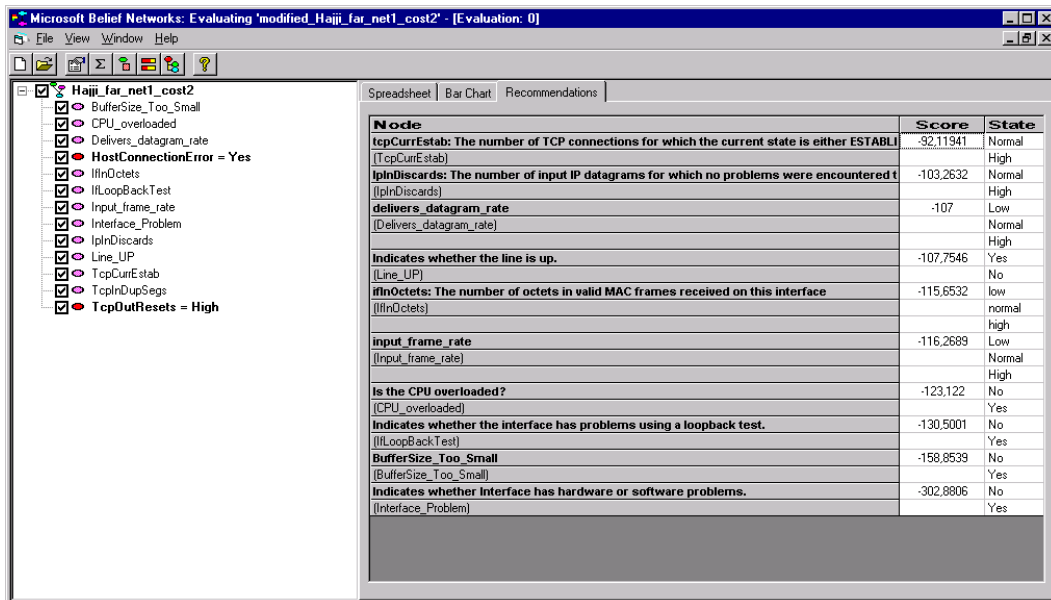 Microsoft Belief Networks: Evaluating 'modified_Hajji_far_net1_cost2' - [Evaluation: 0]
File View Window Help
Hajji_far_net1_cost2
BufferSize_Too_Small
CPU_overloaded
Delivers_datagram_rate
HostConnectionError = Yes
IfInOctets
IfLoopBackTest
Input_frame_rate
Interface_Problem
IpInDiscards
Line_UP
TcpCurrEstab
TcpInDupSegs
TcpOutResets = High
Spreadsheet Bar Chart Recommendations
Node Score State
tcpCurrEstab: The number of TCP connections for which the current state is either ESTABLI -92,11941 Normal
(TcpCurrEstab) High
IpInDiscards: The number of input IP datagrams for which no problems were encountered t -103,2632 Normal
(IpInDiscards) High
delivers_datagram_rate -107 Low
(Delivers_datagram_rate) Normal
High
Indicates whether the line is up. -107,7546 Yes
(Line_UP) No
ifInOctets: The number of octets in valid MAC frames received on this interface -115,6532 low
(IfInOctets) normal
high
input_frame_rate -116,2689 Low
(Input_frame_rate) Normal
High
Is the CPU overloaded? -123,122 No
(CPU_overloaded) Yes
Indicates whether the interface has problems using a loopback test. -130,5001 No
(IfLoopBackTest) Yes
BufferSize_Too_Small -158,8539 No
(BufferSize_Too_Small) Yes
Indicates whether Interface has hardware or software problems. -302,8806 No
(Interface_Problem) Yes